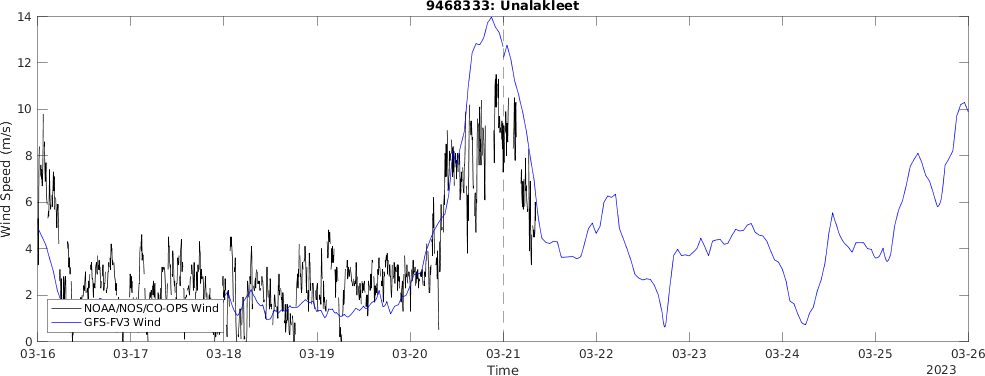 9468333: Unalakleet
Wind Speed (m/s)
14
12
10
8
6
4
2
0
NOAA/NOS/CO-OPS Wind
GFS-FV3 Wind
03-16 03-17 03-18 03-19 03-20 03-21 03-22 03-23 03-24 03-25 03-26
Time
2023